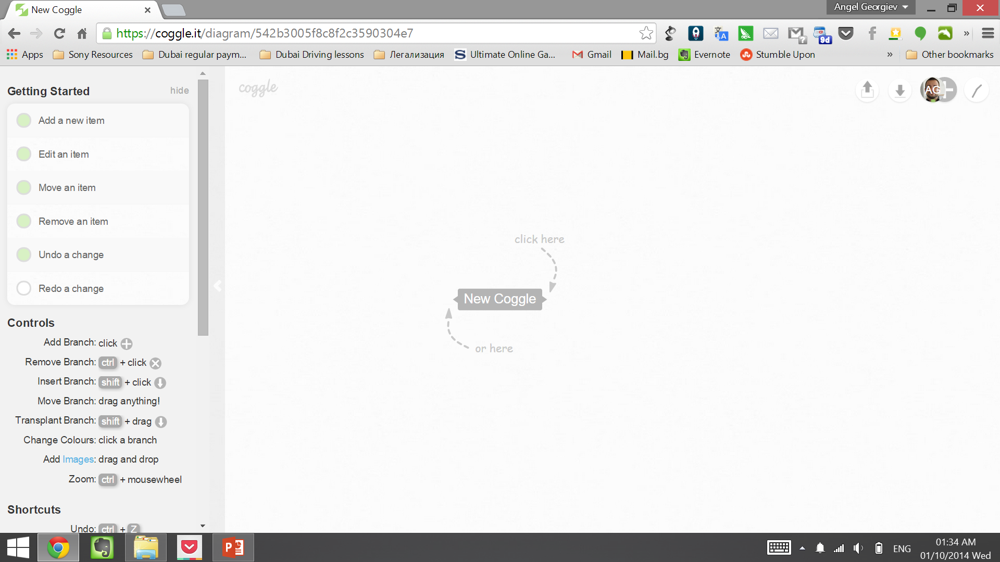 New Coggle
Angel Georgiev
https://coggle.it/diagram/542b3005f8c8f2c3590304e7
9d
Apps
Sony Resources
Dubai regular paym...
Dubai Driving lessons
Легализация
Ultimate Online Ga...
Gmail
Mail.bg
Evernote
Stumble Upon
»
Other bookmarks
Getting Started
hide
Add a new item
Edit an item
Move an item
Remove an item
Undo a change
Redo a change
Controls
Add Branch: click
Remove Branch: ctrl + click
Insert Branch: shift + click
Move Branch: drag anything!
Transplant Branch: shift + drag
Change Colours: click a branch
Add Images: drag and drop
Zoom: ctrl + mousewheel
Shortcuts
Undo: ctrl + Z
coggle
AG
click here
New Coggle
or here
ENG
01:34 AM
01/10/2014 Wed